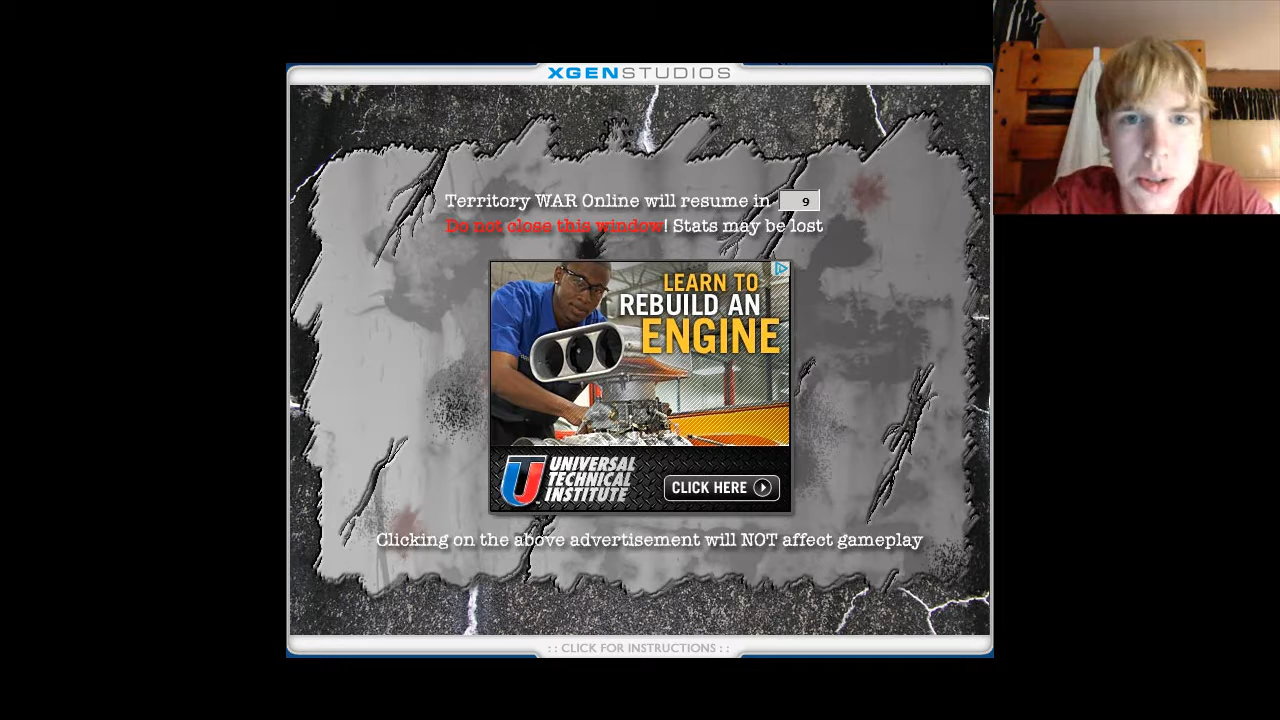 XGENSTUDIOS
Territory WAR Online will resume in 9
Do not close this window! Stats may be lost
LEARN TO
REBUILD AN
ENGINE
UNIVERSAL
TECHNICAL
INSTITUTE
CLICK HERE
Clicking on the above advertisement will NOT affect gameplay
: : CLICK FOR INSTRUCTIONS : :